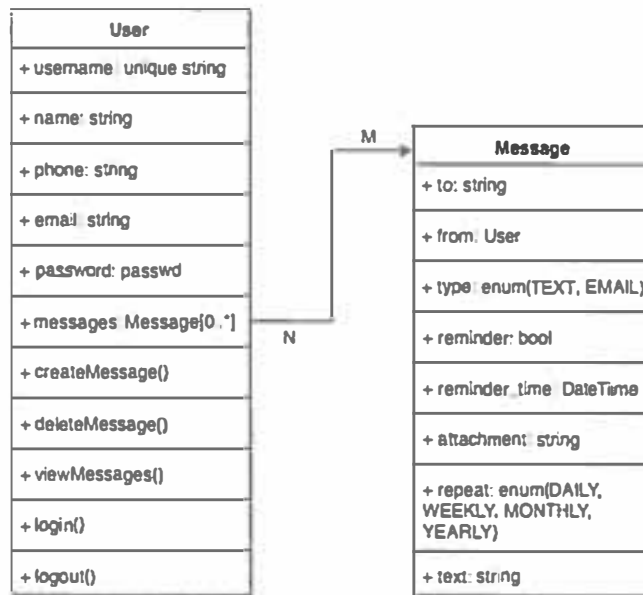 User
+ username: unique string
+ name: string
+ phone: string
+ email: string
+ password: passwd
+ messages: Message[0..*]
+ createMessage()
+ deleteMessage()
+ viewMessages()
+ login()
+ logout()
N
M
Message
+ to: string
+ from: User
+ type: enum(TEXT, EMAIL)
+ reminder: bool
+ reminder_time: DateTime
+ attachment: string
+ repeat: enum(DAILY,
WEEKLY, MONTHLY,
YEARLY)
+ text: string